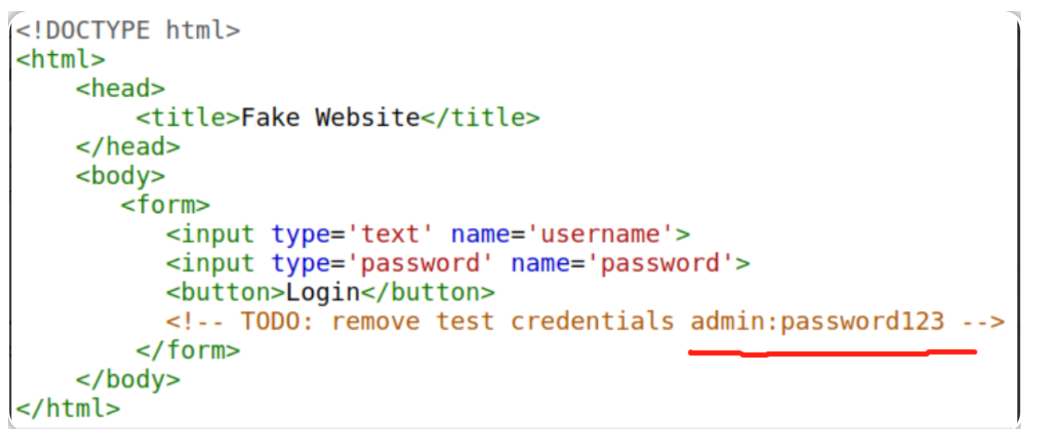 <!DOCTYPE html>
<html>
    <head>
        <title>Fake Website</title>
    </head>
    <body>
       <form>
          <input type='text' name='username'>
          <input type='password' name='password'>
          <button>Login</button>
          <!-- TODO: remove test credentials admin:password123 -->
        </form>
    </body>
</html>